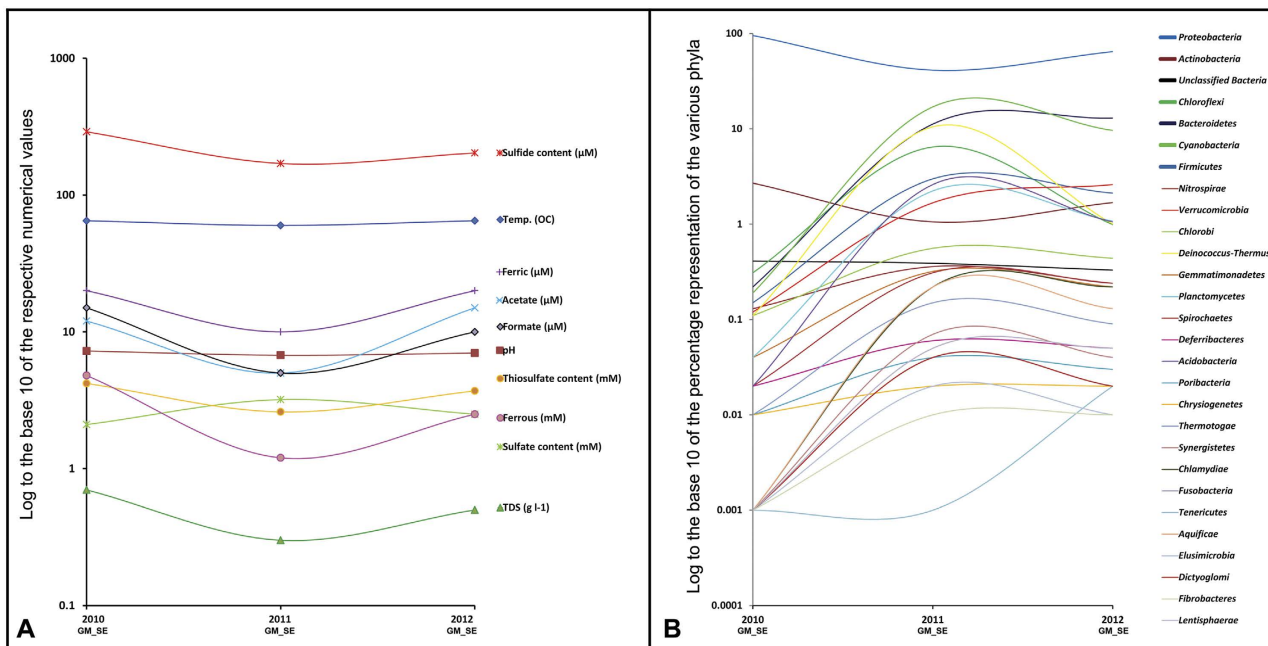 Log to the base 10 of the respective numerical values
1000
100
10
1
0.1
Sulfide content (µM)
Temp. (OC)
Ferric (µM)
Acetate (µM)
Formate (µM)
pH
Thiosulfate content (mM)
Ferrous (mM)
Sulfate content (mM)
TDS (g l-1)
2010
GM_SE
2011
GM_SE
2012
GM_SE
A
Log to the base 10 of the percentage representation of the various phyla
100
10
1
0.1
0.01
0.001
0.0001
2010
GM_SE
2011
GM_SE
2012
GM_SE
B
Proteobacteria
Actinobacteria
Unclassified Bacteria
Chloroflexi
Bacteroidetes
Cyanobacteria
Firmicutes
Nitrospirae
Verrucomicrobia
Chlorobi
Deinococcus-Thermus
Gemmatimonadetes
Planctomycetes
Spirochaetes
Deferribacteres
Acidobacteria
Poribacteria
Chrysiogenetes
Thermotogae
Synergistetes
Chlamydiae
Fusobacteria
Tenericutes
Aquificae
Elusimicrobia
Dictyoglomi
Fibrobacteres
Lentisphaerae